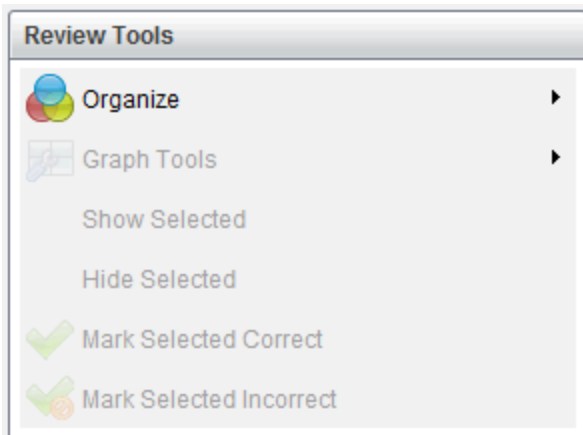 Review Tools
Organize
Graph Tools
Show Selected
Hide Selected
Mark Selected Correct
Mark Selected Incorrect